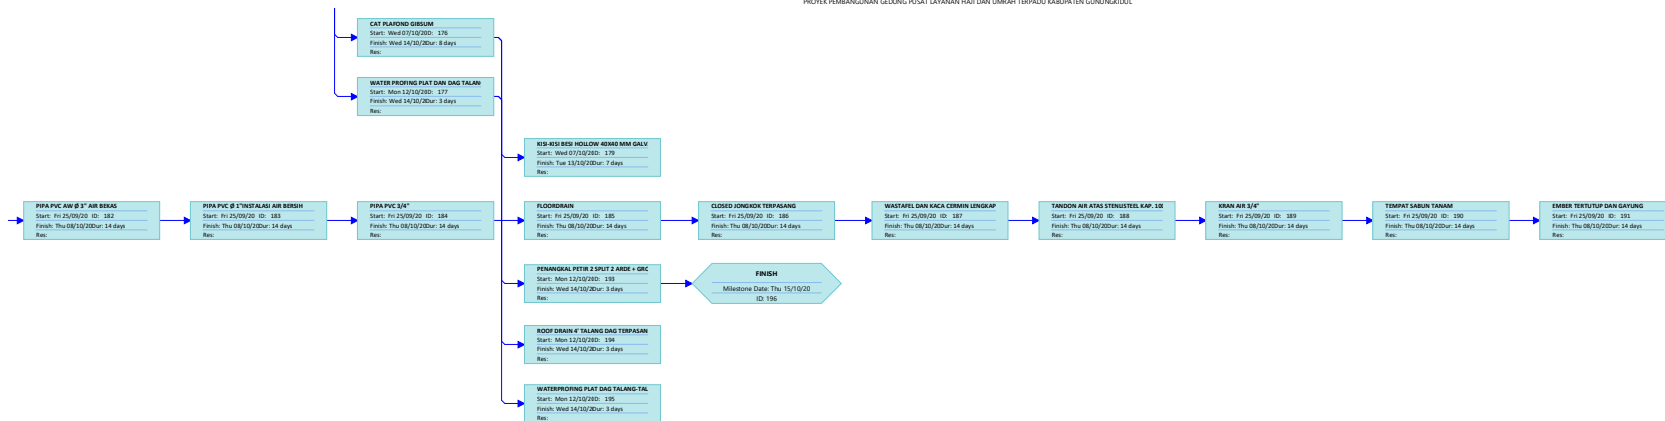 PROYEK PEMBANGUNAN GEDUNG PUSAT LAYANAN HAJI DAN UMRAH TERPADU KABUPATEN GUNUNGKIDUL
CAT PLAFOND GIBSUM
Start: Wed 07/10/20 ID: 176
Finish: Wed 14/10/20 Dur: 8 days
Res:
WATER PROFING PLAT DAN DAG TALAN
Start: Mon 12/10/20 ID: 177
Finish: Wed 14/10/20 Dur: 3 days
Res:
KISI-KISI BESI HOLLOW 40X40 MM GALV
Start: Wed 07/10/20 ID: 179
Finish: Tue 13/10/20 Dur: 7 days
Res:
PIPA PVC AW Ø 3" AIR BEKAS
Start: Fri 25/09/20 ID: 182
Finish: Thu 08/10/20 Dur: 14 days
Res:
PIPA PVC Ø 1"INSTALASI AIR BERSIH
Start: Fri 25/09/20 ID: 183
Finish: Thu 08/10/20 Dur: 14 days
Res:
PIPA PVC 3/4"
Start: Fri 25/09/20 ID: 184
Finish: Thu 08/10/20 Dur: 14 days
Res:
FLOORDRAIN
Start: Fri 25/09/20 ID: 185
Finish: Thu 08/10/20 Dur: 14 days
Res:
CLOSED JONGKOK TERPASANG
Start: Fri 25/09/20 ID: 186
Finish: Thu 08/10/20 Dur: 14 days
Res:
WASTAFEL DAN KACA CERMIN LENGKAP
Start: Fri 25/09/20 ID: 187
Finish: Thu 08/10/20 Dur: 14 days
Res:
TANDON AIR ATAS STENLISTEEL KAP. 10
Start: Fri 25/09/20 ID: 188
Finish: Thu 08/10/20 Dur: 14 days
Res:
KRAN AIR 3/4"
Start: Fri 25/09/20 ID: 189
Finish: Thu 08/10/20 Dur: 14 days
Res:
TEMPAT SABUN TANAM
Start: Fri 25/09/20 ID: 190
Finish: Thu 08/10/20 Dur: 14 days
Res:
EMBER TERTUTUP DAN GAYUNG
Start: Fri 25/09/20 ID: 191
Finish: Thu 08/10/20 Dur: 14 days
Res:
PENANGKAL PETIR 2 SPLIT 2 ARDE + GRC
Start: Mon 12/10/20 ID: 193
Finish: Wed 14/10/20 Dur: 3 days
Res:
FINISH
Milestone Date: Thu 15/10/20
ID: 196
ROOF DRAIN 4' TALANG DAG TERPASAN
Start: Mon 12/10/20 ID: 194
Finish: Wed 14/10/20 Dur: 3 days
Res:
WATERPROFING PLAT DAG TALANG-TAL
Start: Mon 12/10/20 ID: 195
Finish: Wed 14/10/20 Dur: 3 days
Res: